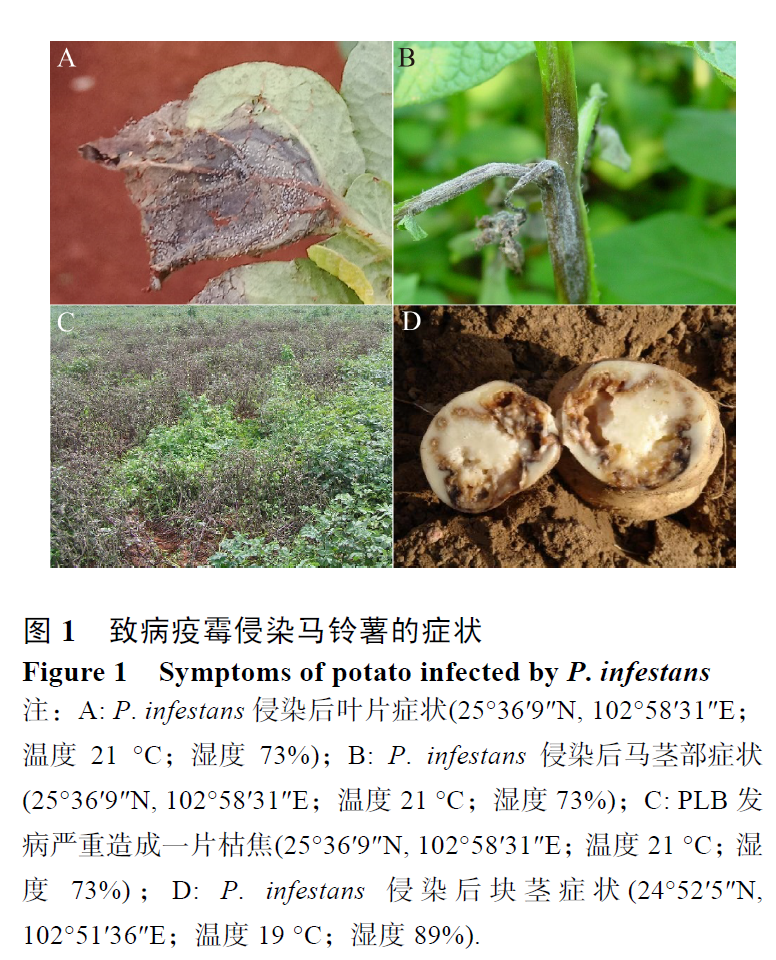 A
B
C
D
图 1 致病疫霉侵染马铃薯的症状
Figure 1 Symptoms of potato infected by P. infestans
注：A: P. infestans 侵染后叶片症状(25°36′9″N, 102°58′31″E；
温度 21 °C；湿度 73%)；B: P. infestans 侵染后马茎部症状
(25°36′9″N, 102°58′31″E；温度 21 °C；湿度 73%)；C: PLB 发
病严重造成一片枯焦(25°36′9″N, 102°58′31″E；温度 21 °C；湿
度 73%)；D: P. infestans 侵染后块茎症状(24°52′5″N,
102°51′36″E；温度 19 °C；湿度 89%).